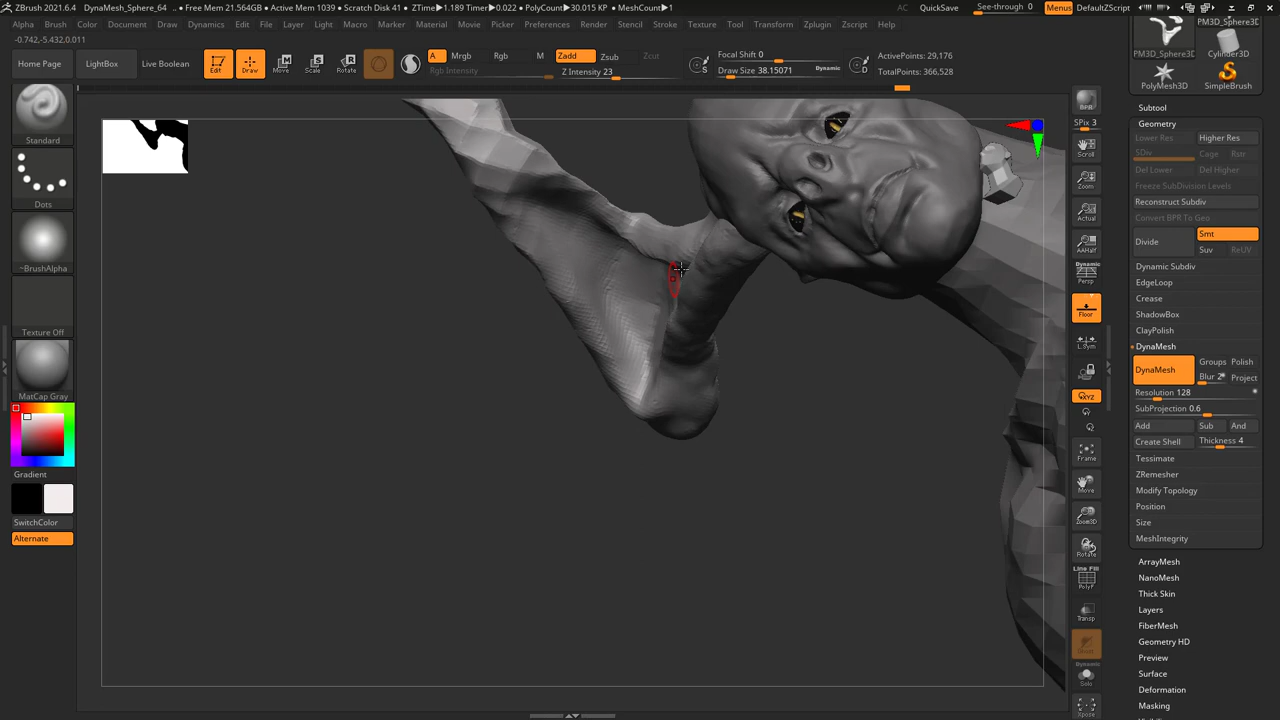 ZBrush 2021.6.4 DynaMesh_Sphere_64 .. • Free Mem 21.564GB • Active Mem 1039 • Scratch Disk 41 • ZTime▶1.189 Timer▶0.022 • PolyCount▶30.015 KP • MeshCount▶1 AC QuickSave See-through 0 Menus DefaultZScript
Alpha Brush Color Document Draw Dynamics Edit File Layer Light Macro Marker Material Movie Picker Preferences Render Stencil Stroke Texture Tool Transform Zplugin Zscript Help
-0.742,-5.432,0.011
Home Page LightBox Live Boolean Edit Draw Move Scale Rotate
A Mrgb Rgb M Zadd Zsub Zcut
Rgb Intensity Z Intensity 23
Focal Shift 0
Draw Size 38.15071 Dynamic
S D
ActivePoints: 29,176
TotalPoints: 366,528
Standard
Dots
~BrushAlpha
Texture Off
MatCap Gray
Gradient
SwitchColor
Alternate
BPR
SPix 3
Scroll
Zoom
Actual
AAHalf
Dynamic
Persp
Floor
L.Sym
XYZ
Frame
Move
Zoom3D
Rotate
Line Fill
PolyF
Transp
Dynamic
Solo
Xpose
PM3D_Sphere3D
PM3D_Sphere3D Cylinder3D
PolyMesh3D SimpleBrush
Subtool
Geometry
Lower Res Higher Res
SDiv Cage Rstr
Del Lower Del Higher
Freeze SubDivision Levels
Reconstruct Subdiv
Convert BPR To Geo
Divide Smt
Suv ReUV
Dynamic Subdiv
EdgeLoop
Crease
ShadowBox
ClayPolish
DynaMesh
DynaMesh Groups Polish
Blur 2 Project
Resolution 128
SubProjection 0.6
Add Sub And
Create Shell Thickness 4
Tessimate
ZRemesher
Modify Topology
Position
Size
MeshIntegrity
ArrayMesh
NanoMesh
Thick Skin
Layers
FiberMesh
Geometry HD
Preview
Surface
Deformation
Masking